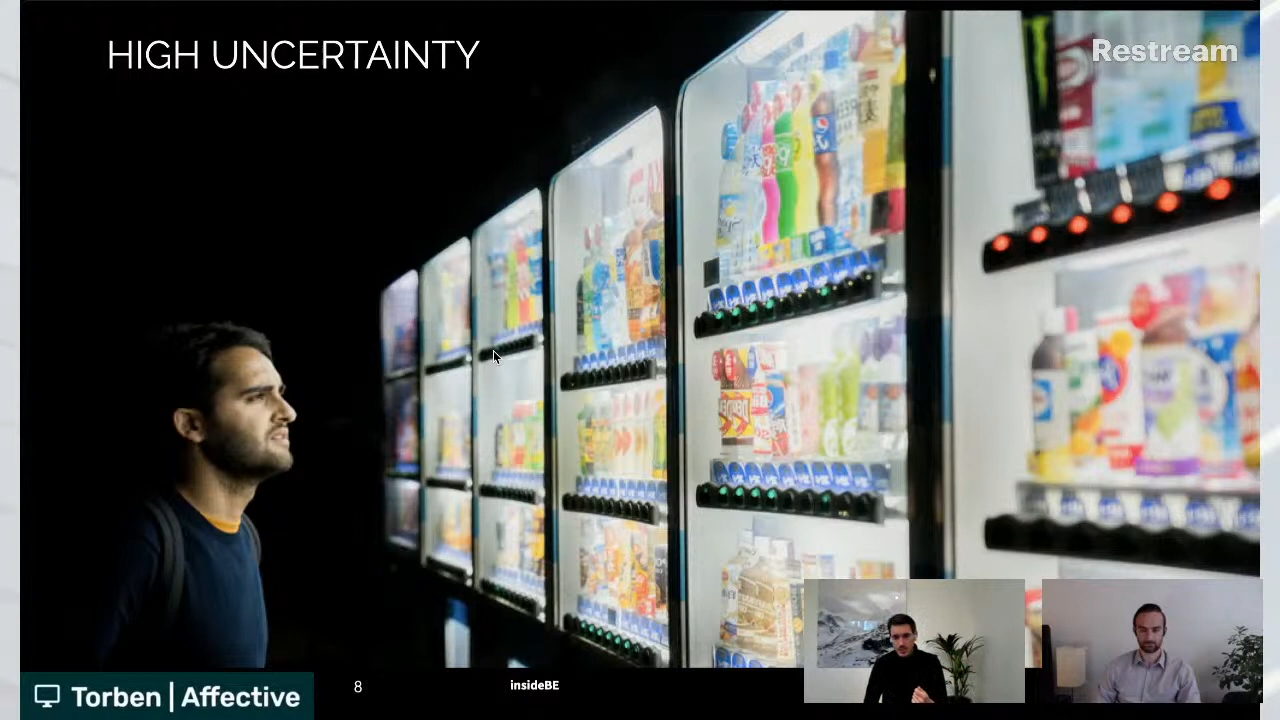 HIGH UNCERTAINTY
Restream
Torben | Affective
8
insideBE